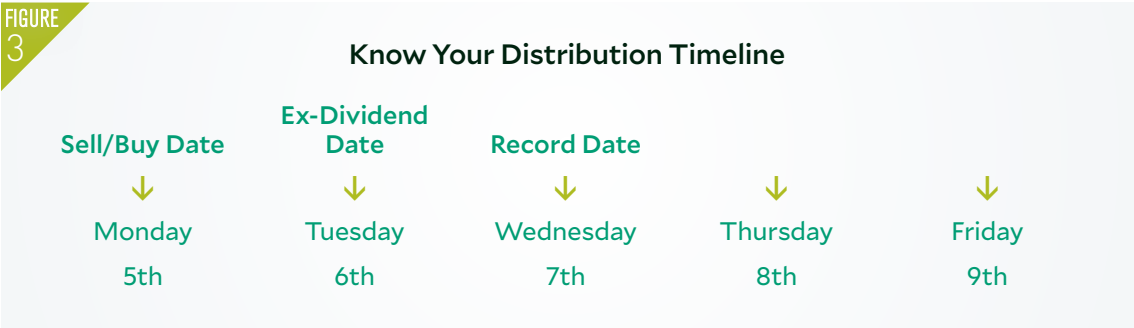 FIGURE
3
Know Your Distribution Timeline
Sell/Buy Date
Ex-Dividend
Date
Record Date
Monday
Tuesday
Wednesday
Thursday
Friday
5th
6th
7th
8th
9th